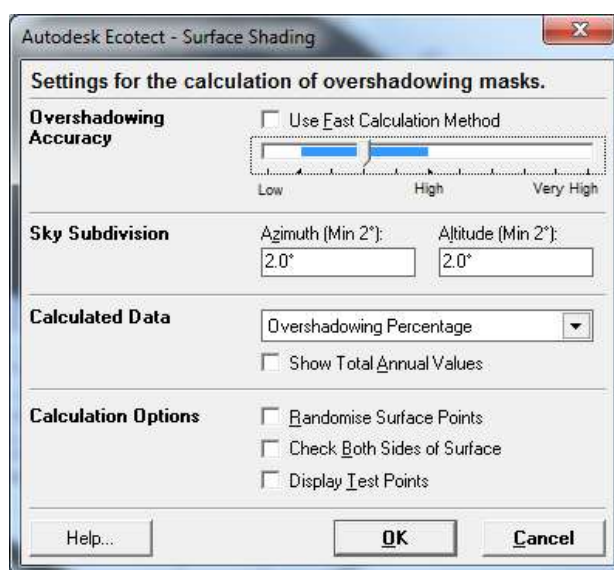 Autodesk Ecotect - Surface Shading
Settings for the calculation of overshadowing masks.
Overshadowing
Accuracy
Use Fast Calculation Method
Low High Very High
Sky Subdivision
Azimuth (Min 2°): Altitude (Min 2°):
2.0° 2.0°
Calculated Data
Overshadowing Percentage
Show Total Annual Values
Calculation Options
Randomise Surface Points
Check Both Sides of Surface
Display Test Points
Help... OK Cancel